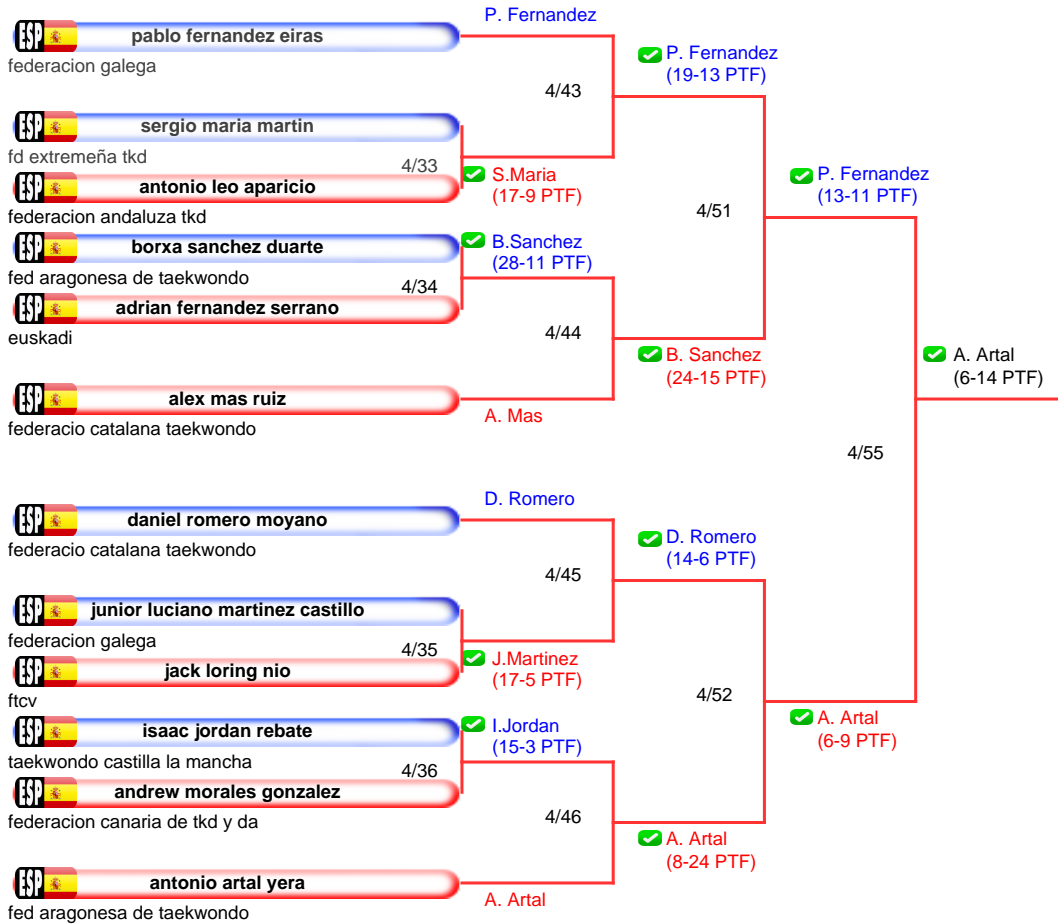 P. Fernandez
ESP pablo fernandez eiras
federacion galega
P. Fernandez
(19-13 PTF)
4/43
ESP sergio maria martin
fd extremeña tkd
4/33
S.Maria
(17-9 PTF)
ESP antonio leo aparicio
federacion andaluza tkd
P. Fernandez
(13-11 PTF)
4/51
ESP borxa sanchez duarte
fed aragonesa de taekwondo
B.Sanchez
(28-11 PTF)
4/34
ESP adrian fernandez serrano
euskadi
4/44
B. Sanchez
(24-15 PTF)
A. Artal
(6-14 PTF)
ESP alex mas ruiz
federacio catalana taekwondo
A. Mas
4/55
D. Romero
ESP daniel romero moyano
federacio catalana taekwondo
D. Romero
(14-6 PTF)
4/45
ESP junior luciano martinez castillo
federacion galega
4/35
J.Martinez
(17-5 PTF)
ESP jack loring nio
ftcv
4/52
A. Artal
(6-9 PTF)
ESP isaac jordan rebate
taekwondo castilla la mancha
I.Jordan
(15-3 PTF)
4/36
ESP andrew morales gonzalez
federacion canaria de tkd y da
4/46
A. Artal
(8-24 PTF)
ESP antonio artal yera
fed aragonesa de taekwondo
A. Artal